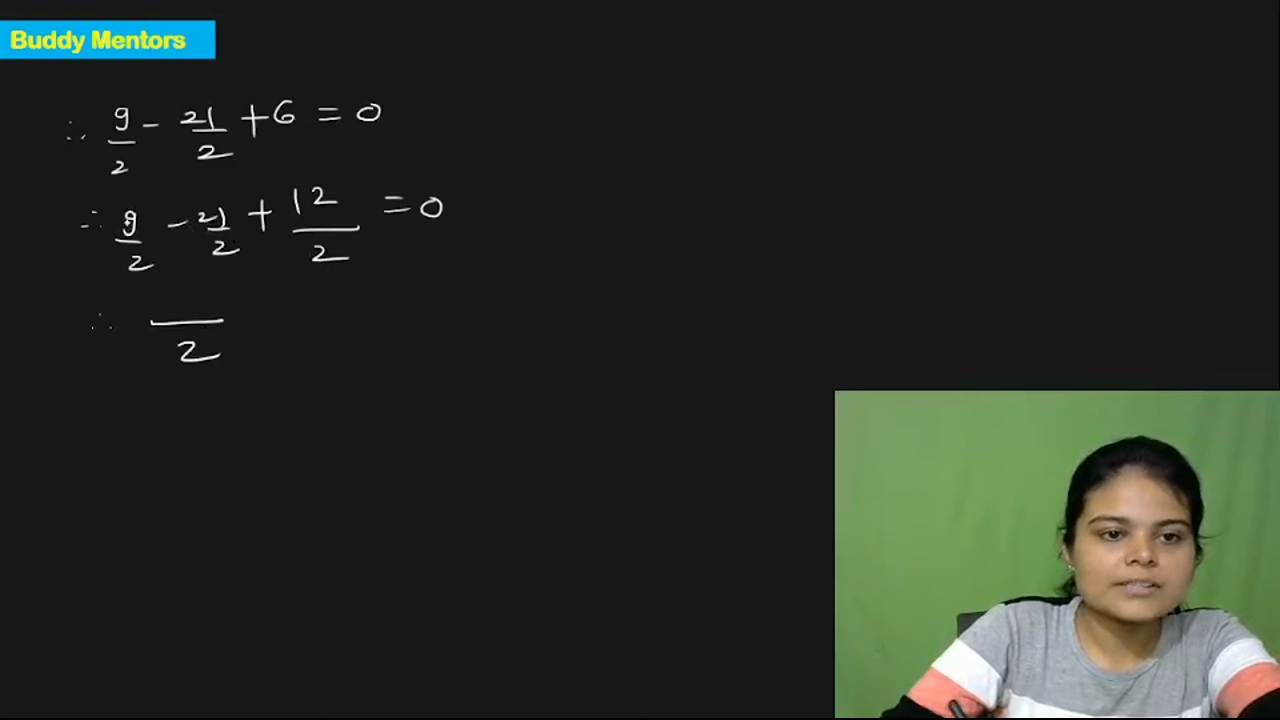 Buddy Mentors
∴ 9/2 - 21/2 + 6 = 0
∴ 9/2 - 21/2 + 12/2 = 0
∴ /2